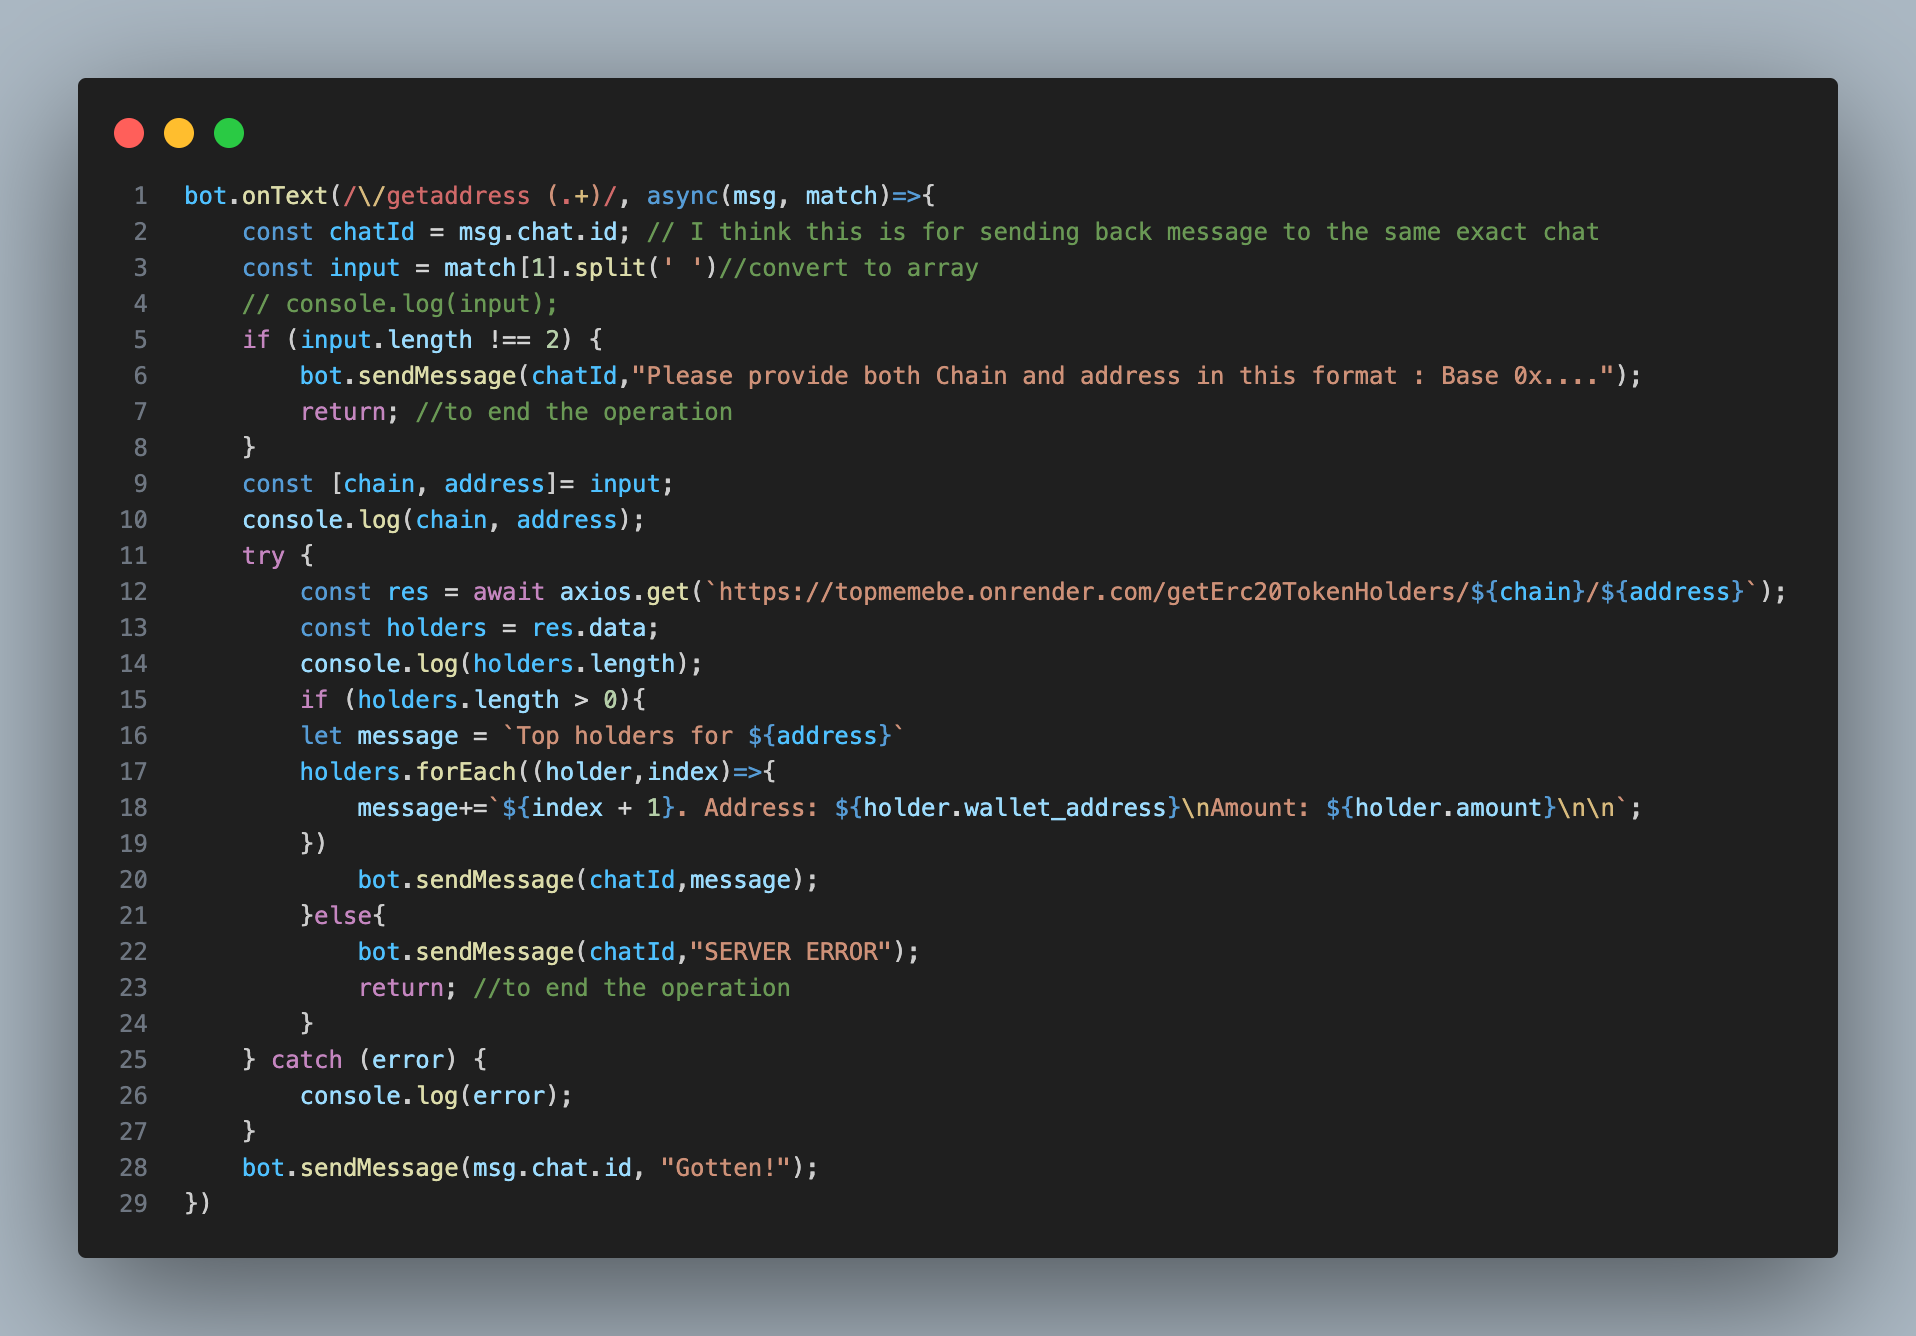 1 bot.onText(/\/getaddress (.+)/, async(msg, match)=>{
2     const chatId = msg.chat.id; // I think this is for sending back message to the same exact chat
3     const input = match[1].split(' ')//convert to array
4     // console.log(input);
5     if (input.length !== 2) {
6         bot.sendMessage(chatId,"Please provide both Chain and address in this format : Base 0x....");
7         return; //to end the operation
8     }
9     const [chain, address]= input;
10     console.log(chain, address);
11     try {
12         const res = await axios.get(`https://topmemebe.onrender.com/getErc20TokenHolders/${chain}/${address}`);
13         const holders = res.data;
14         console.log(holders.length);
15         if (holders.length > 0){
16         let message = `Top holders for ${address}`
17         holders.forEach((holder,index)=>{
18             message+=`${index + 1}. Address: ${holder.wallet_address}\nAmount: ${holder.amount}\n\n`;
19         })
20             bot.sendMessage(chatId,message);
21         }else{
22             bot.sendMessage(chatId,"SERVER ERROR");
23             return; //to end the operation
24         }
25     } catch (error) {
26         console.log(error);
27     }
28     bot.sendMessage(msg.chat.id, "Gotten!");
29 })